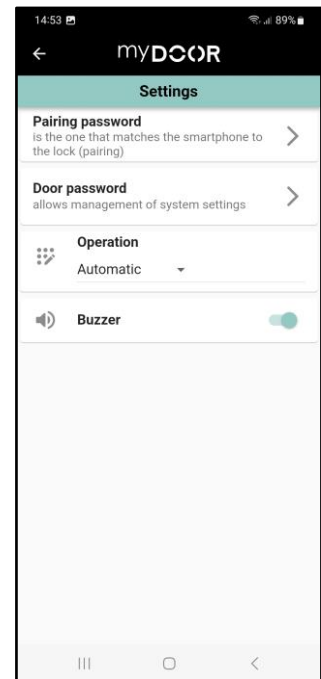 14:53 89%
myDOOR
Settings
Pairing password
is the one that matches the smartphone to
the lock (pairing)
Door password
allows management of system settings
Operation
Automatic
Buzzer